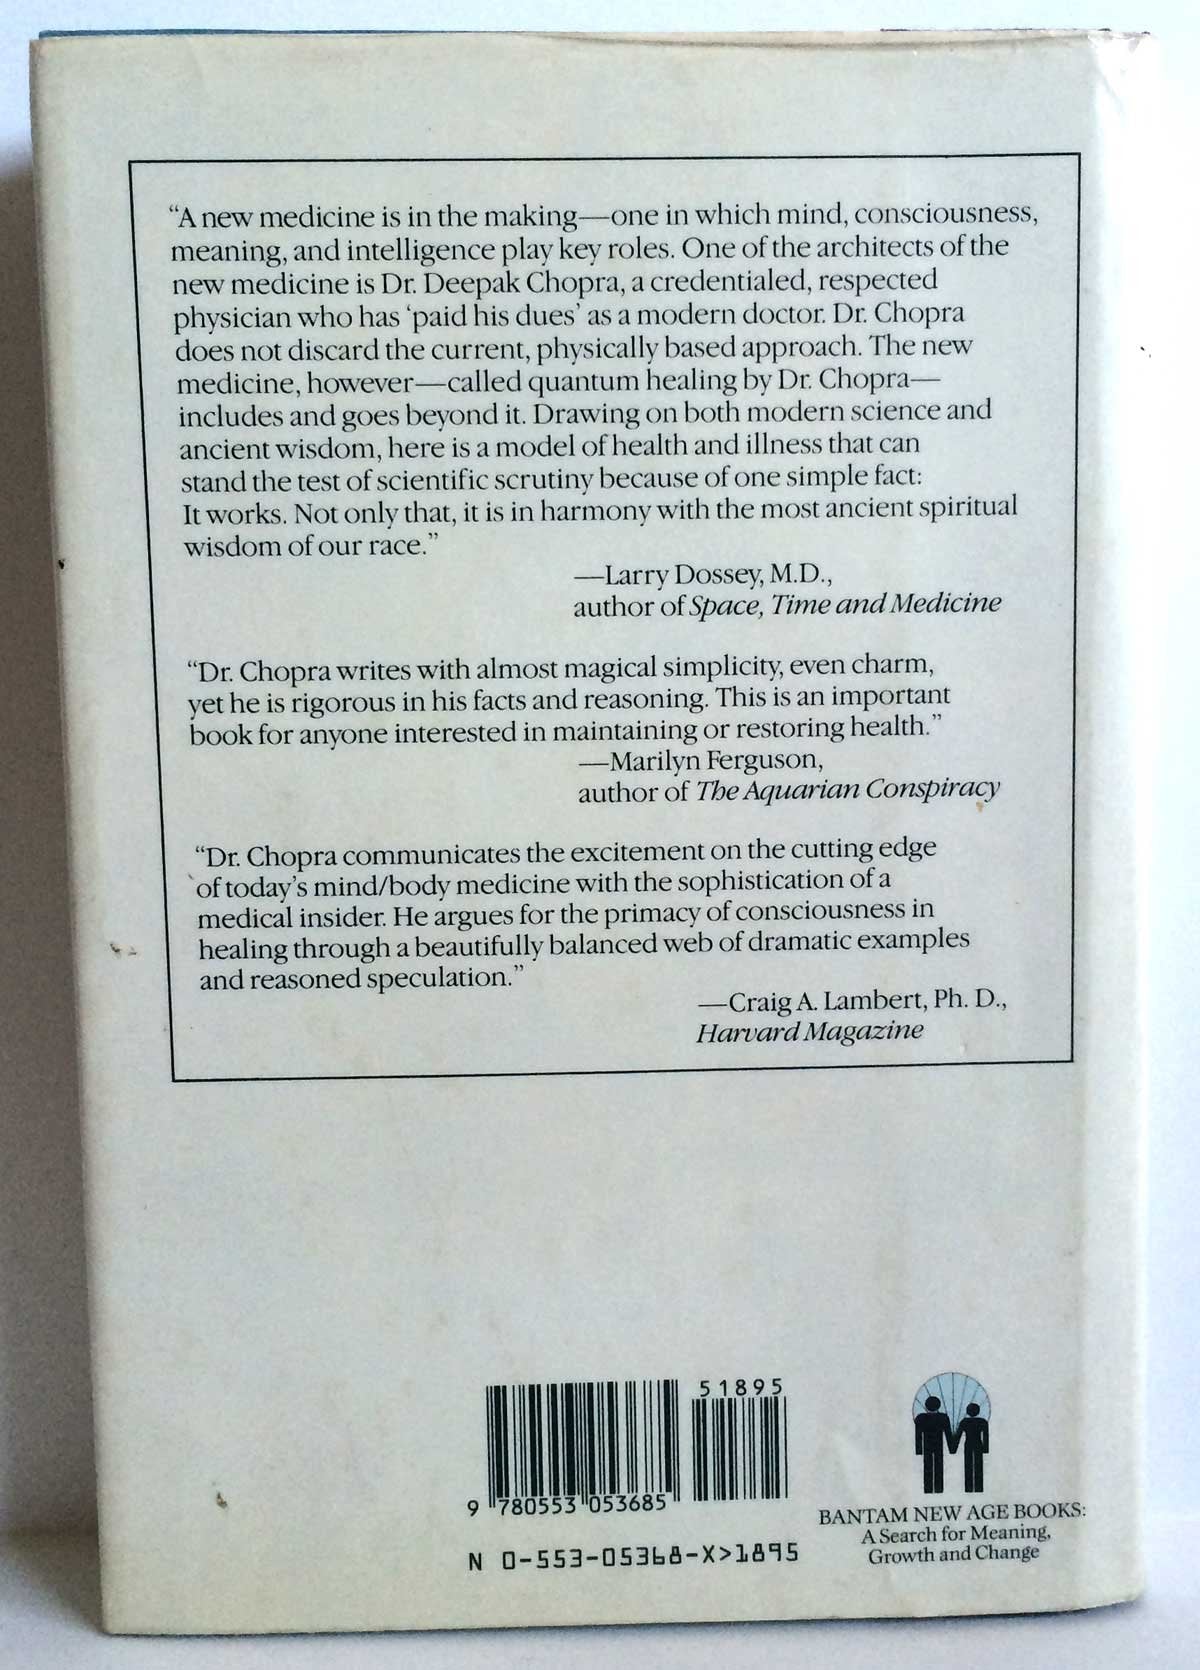 “A new medicine is in the making—one in which mind, consciousness,
meaning, and intelligence play key roles. One of the architects of the
new medicine is Dr. Deepak Chopra, a credentialed, respected
physician who has ‘paid his dues’ as a modern doctor. Dr. Chopra
does not discard the current, physically based approach. The new
medicine, however—called quantum healing by Dr. Chopra—
includes and goes beyond it. Drawing on both modern science and
ancient wisdom, here is a model of health and illness that can
stand the test of scientific scrutiny because of one simple fact:
It works. Not only that, it is in harmony with the most ancient spiritual
wisdom of our race.”
—Larry Dossey, M.D.,
author of Space, Time and Medicine
“Dr. Chopra writes with almost magical simplicity, even charm,
yet he is rigorous in his facts and reasoning. This is an important
book for anyone interested in maintaining or restoring health.”
—Marilyn Ferguson,
author of The Aquarian Conspiracy
“Dr. Chopra communicates the excitement on the cutting edge
of today’s mind/body medicine with the sophistication of a
medical insider. He argues for the primacy of consciousness in
healing through a beautifully balanced web of dramatic examples
and reasoned speculation.”
—Craig A. Lambert, Ph. D.,
Harvard Magazine
51895
9 780553 053685
N 0-553-05368-X>1895
BANTAM NEW AGE BOOKS:
A Search for Meaning,
Growth and Change